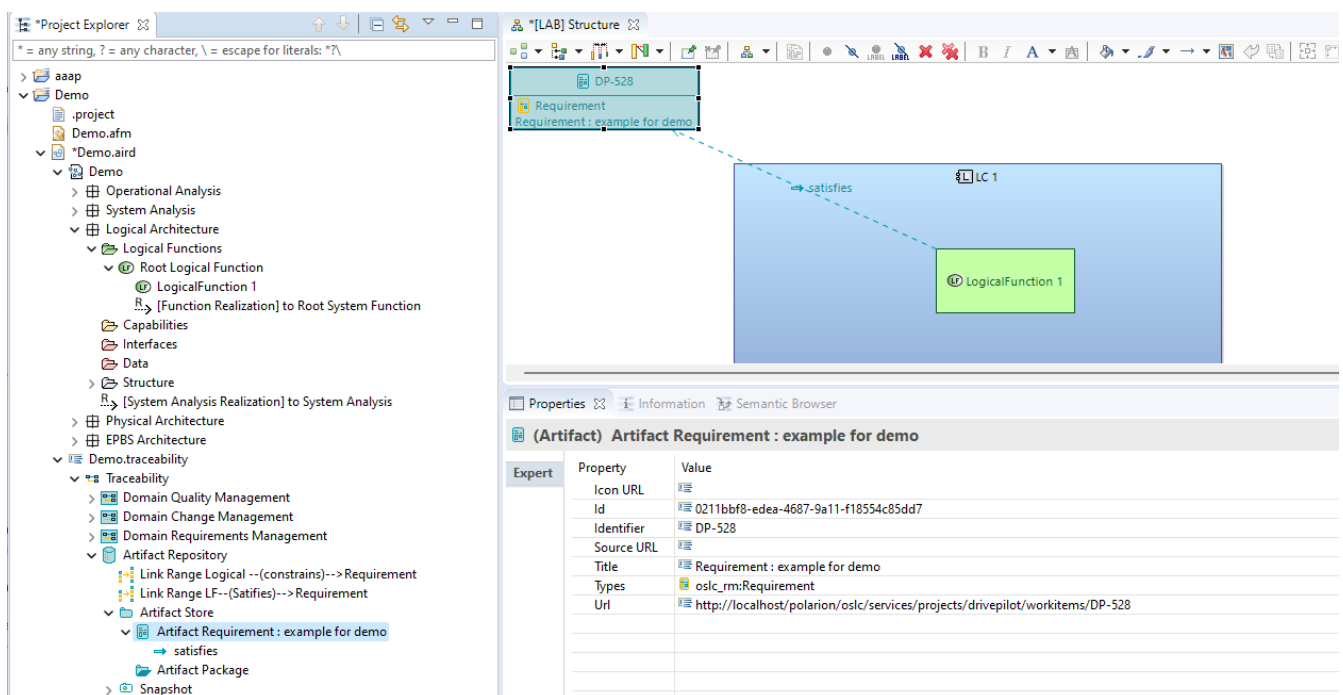 *Project Explorer
* = any string, ? = any character, \ = escape for literals: *?\
aaap
Demo
.project
Demo.afm
*Demo.aird
Demo
Operational Analysis
System Analysis
Logical Architecture
Logical Functions
Root Logical Function
LogicalFunction 1
[Function Realization] to Root System Function
Capabilities
Interfaces
Data
Structure
[System Analysis Realization] to System Analysis
Physical Architecture
EPBS Architecture
Demo.traceability
Traceability
Domain Quality Management
Domain Change Management
Domain Requirements Management
Artifact Repository
Link Range Logical --(constrains)-->Requirement
Link Range LF--(Satifies)-->Requirement
Artifact Store
Artifact Requirement : example for demo
satisfies
Artifact Package
Snapshot
*[LAB] Structure
DP-528
Requirement
Requirement : example for demo
satisfies
LC 1
LogicalFunction 1
Properties Information Semantic Browser
(Artifact) Artifact Requirement : example for demo
Expert
Property Value
Icon URL
Id 0211bbf8-edea-4687-9a11-f18554c85dd7
Identifier DP-528
Source URL
Title Requirement : example for demo
Types oslc_rm:Requirement
Url http://localhost/polarion/oslc/services/projects/drivepilot/workitems/DP-528